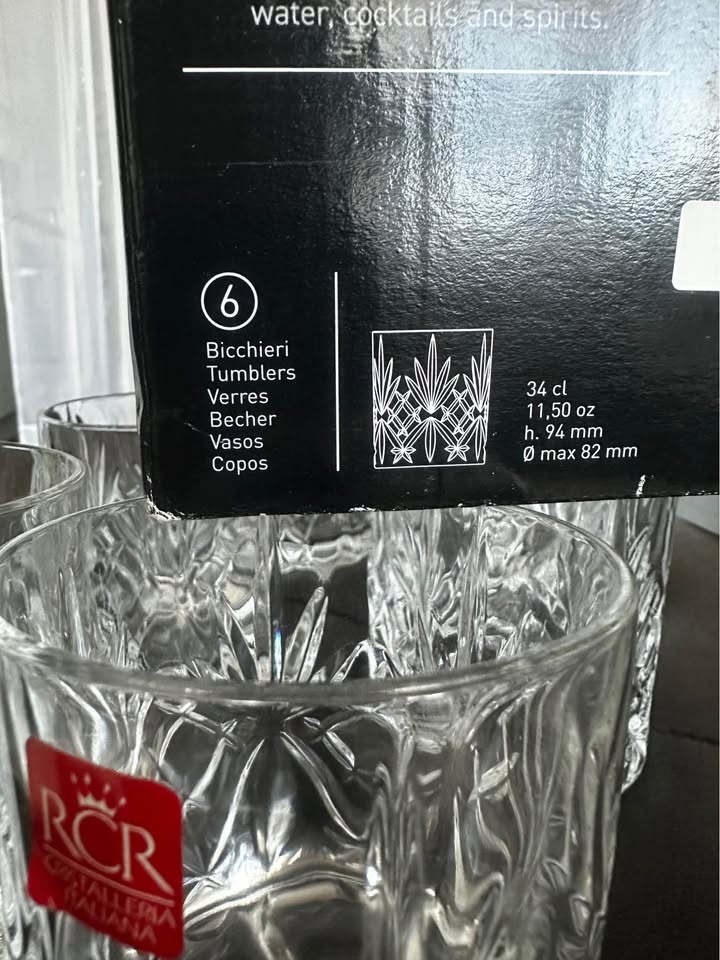 water, cocktails and spirits.
6
Bicchieri
Tumblers
Verres
Becher
Vasos
Copos
34 cl
11,50 oz
h. 94 mm
Ø max 82 mm
RCR
CRISTALLERIA
ITALIANA